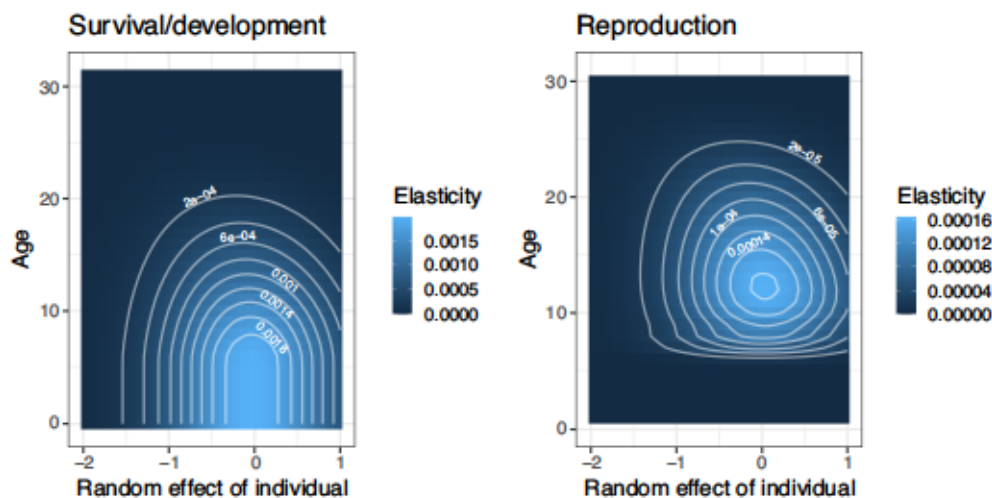 Survival/development
Age
30
20
10
0
2e−04
6e−04
0.001
0.0014
0.0018
−2 −1 0 1
Random effect of individual
Elasticity
0.0015
0.0010
0.0005
0.0000
Reproduction
Age
30
20
10
0
2e−05
6e−05
1e−04
0.00014
−2 −1 0 1
Random effect of individual
Elasticity
0.00016
0.00012
0.00008
0.00004
0.00000